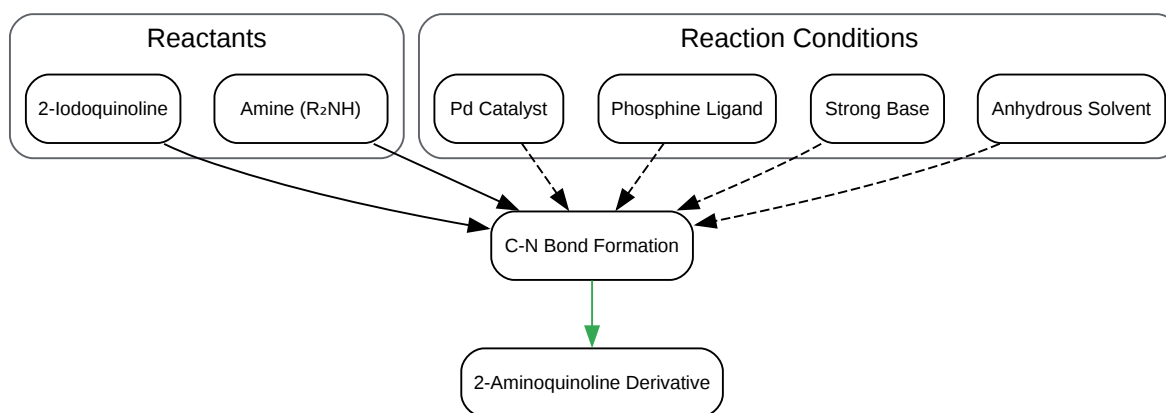 Reactants
Reaction Conditions
2-Iodoquinoline
Amine (R₂NH)
Pd Catalyst
Phosphine Ligand
Strong Base
Anhydrous Solvent
C-N Bond Formation
2-Aminoquinoline Derivative